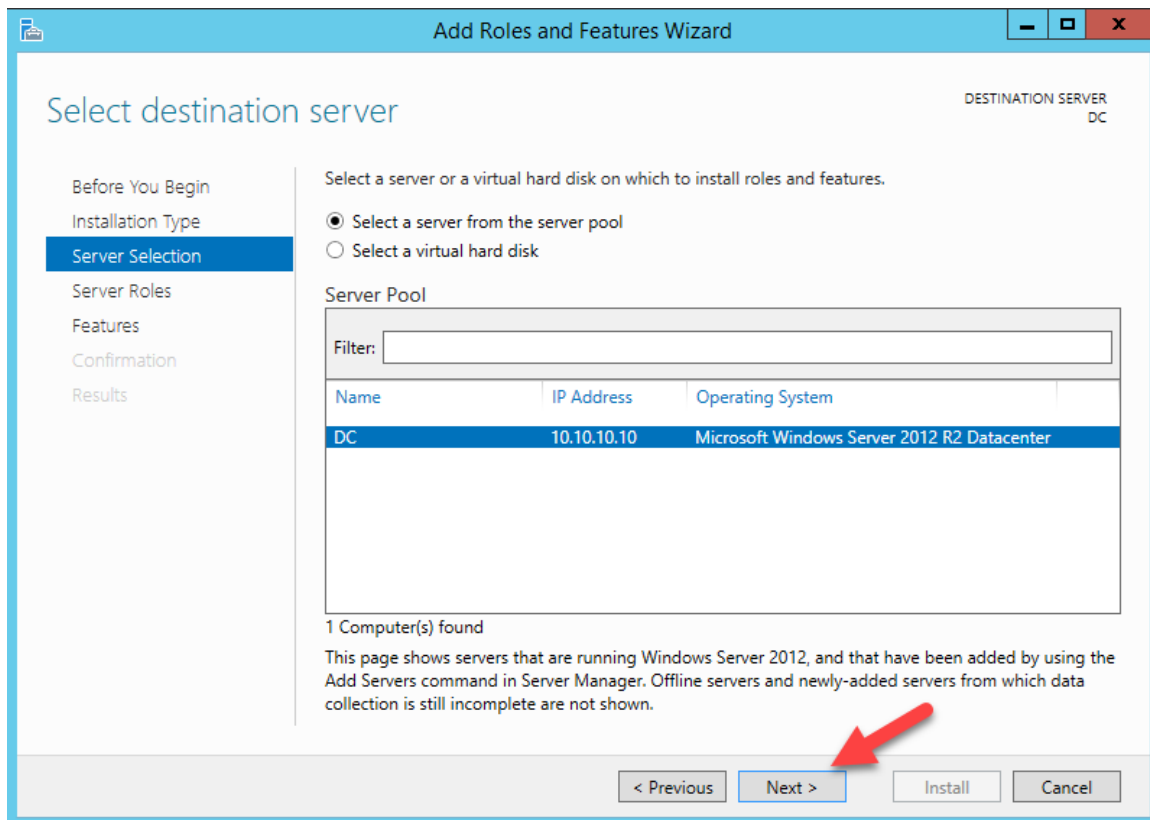 Add Roles and Features Wizard
Select destination server
DESTINATION SERVER
DC
Before You Begin
Installation Type
Server Selection
Server Roles
Features
Confirmation
Results
Select a server or a virtual hard disk on which to install roles and features.
Select a server from the server pool
Select a virtual hard disk
Server Pool
Filter:
Name IP Address Operating System
DC 10.10.10.10 Microsoft Windows Server 2012 R2 Datacenter
1 Computer(s) found
This page shows servers that are running Windows Server 2012, and that have been added by using the
Add Servers command in Server Manager. Offline servers and newly-added servers from which data
collection is still incomplete are not shown.
< Previous Next > Install Cancel